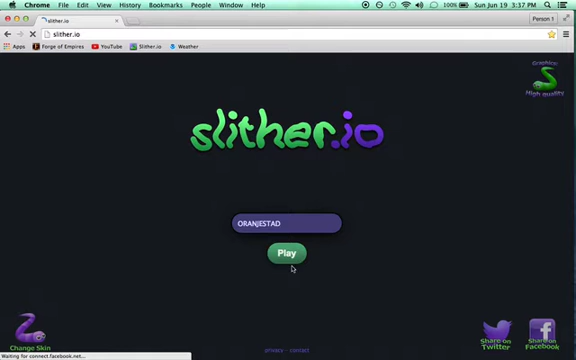 Chrome File Edit View History Bookmarks People Window Help
100% Sun Jun 19 3:37 PM
slither.io
Person 1
slither.io
Apps Forge of Empires YouTube Slither.io Weather
Graphics:
High quality
slither.io
ORANJESTAD
Play
Change Skin
Share on
Twitter
Share on
Facebook
privacy - contact
Waiting for connect.facebook.net...